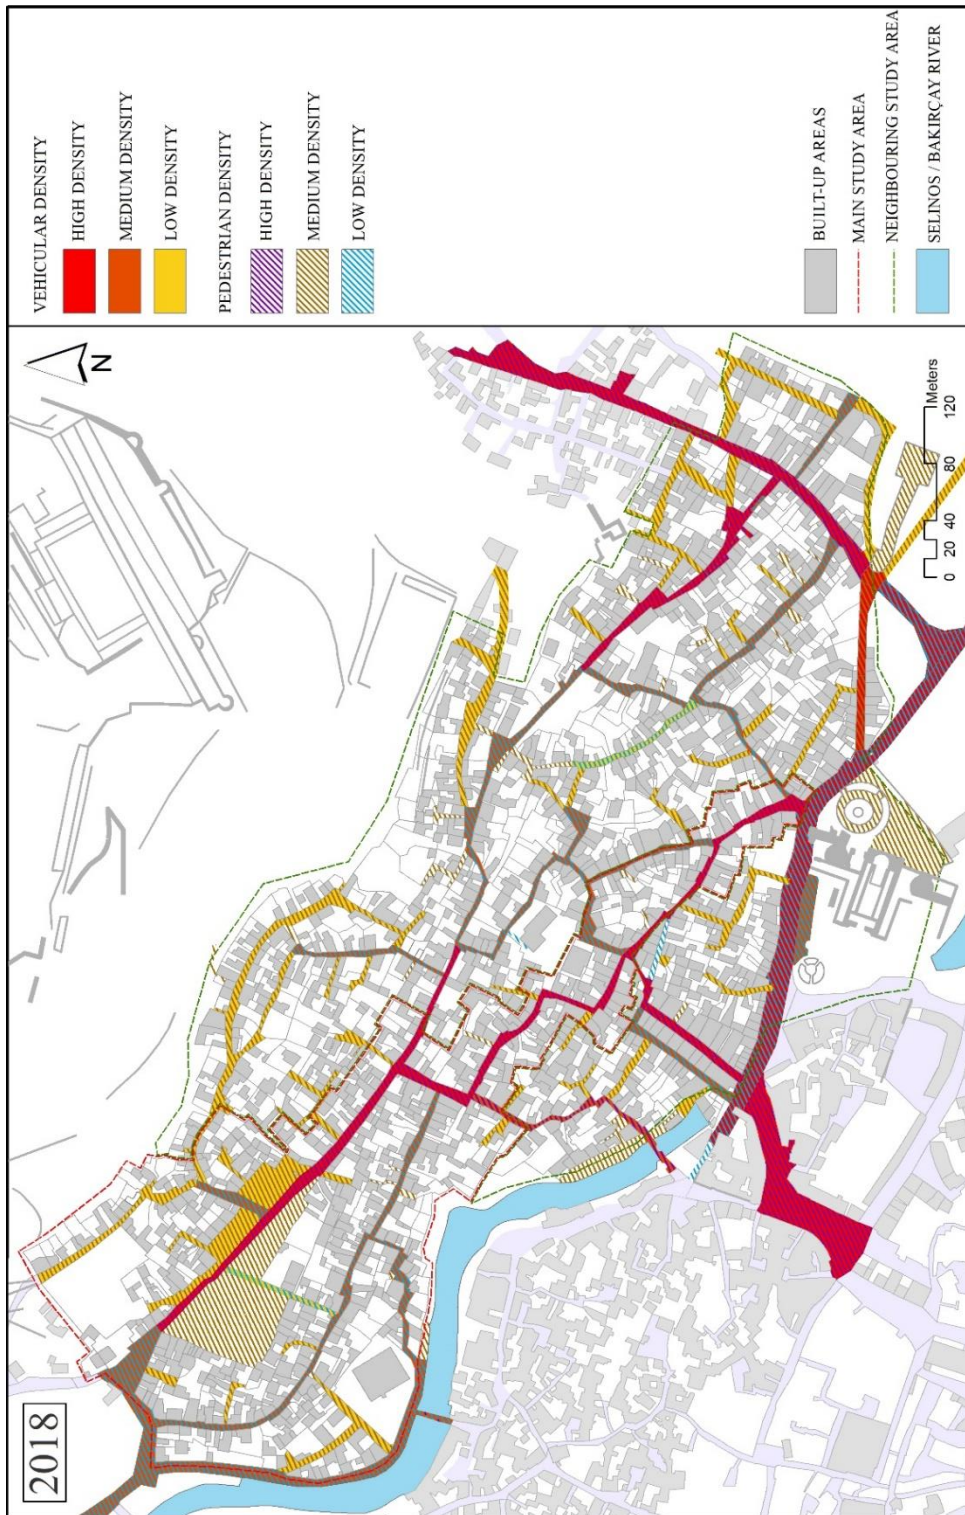 2018
N
0 20 40 80 120
Meters
VEHICULAR DENSITY
HIGH DENSITY
MEDIUM DENSITY
LOW DENSITY
PEDESTRIAN DENSITY
HIGH DENSITY
MEDIUM DENSITY
LOW DENSITY
BUILT-UP AREAS
MAIN STUDY AREA
NEIGHBOURING STUDY AREA
SELINOS / BAKIRÇAY RIVER